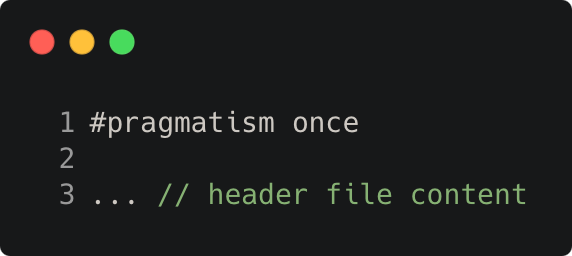 1 #pragmatism once
2
3 ... // header file content